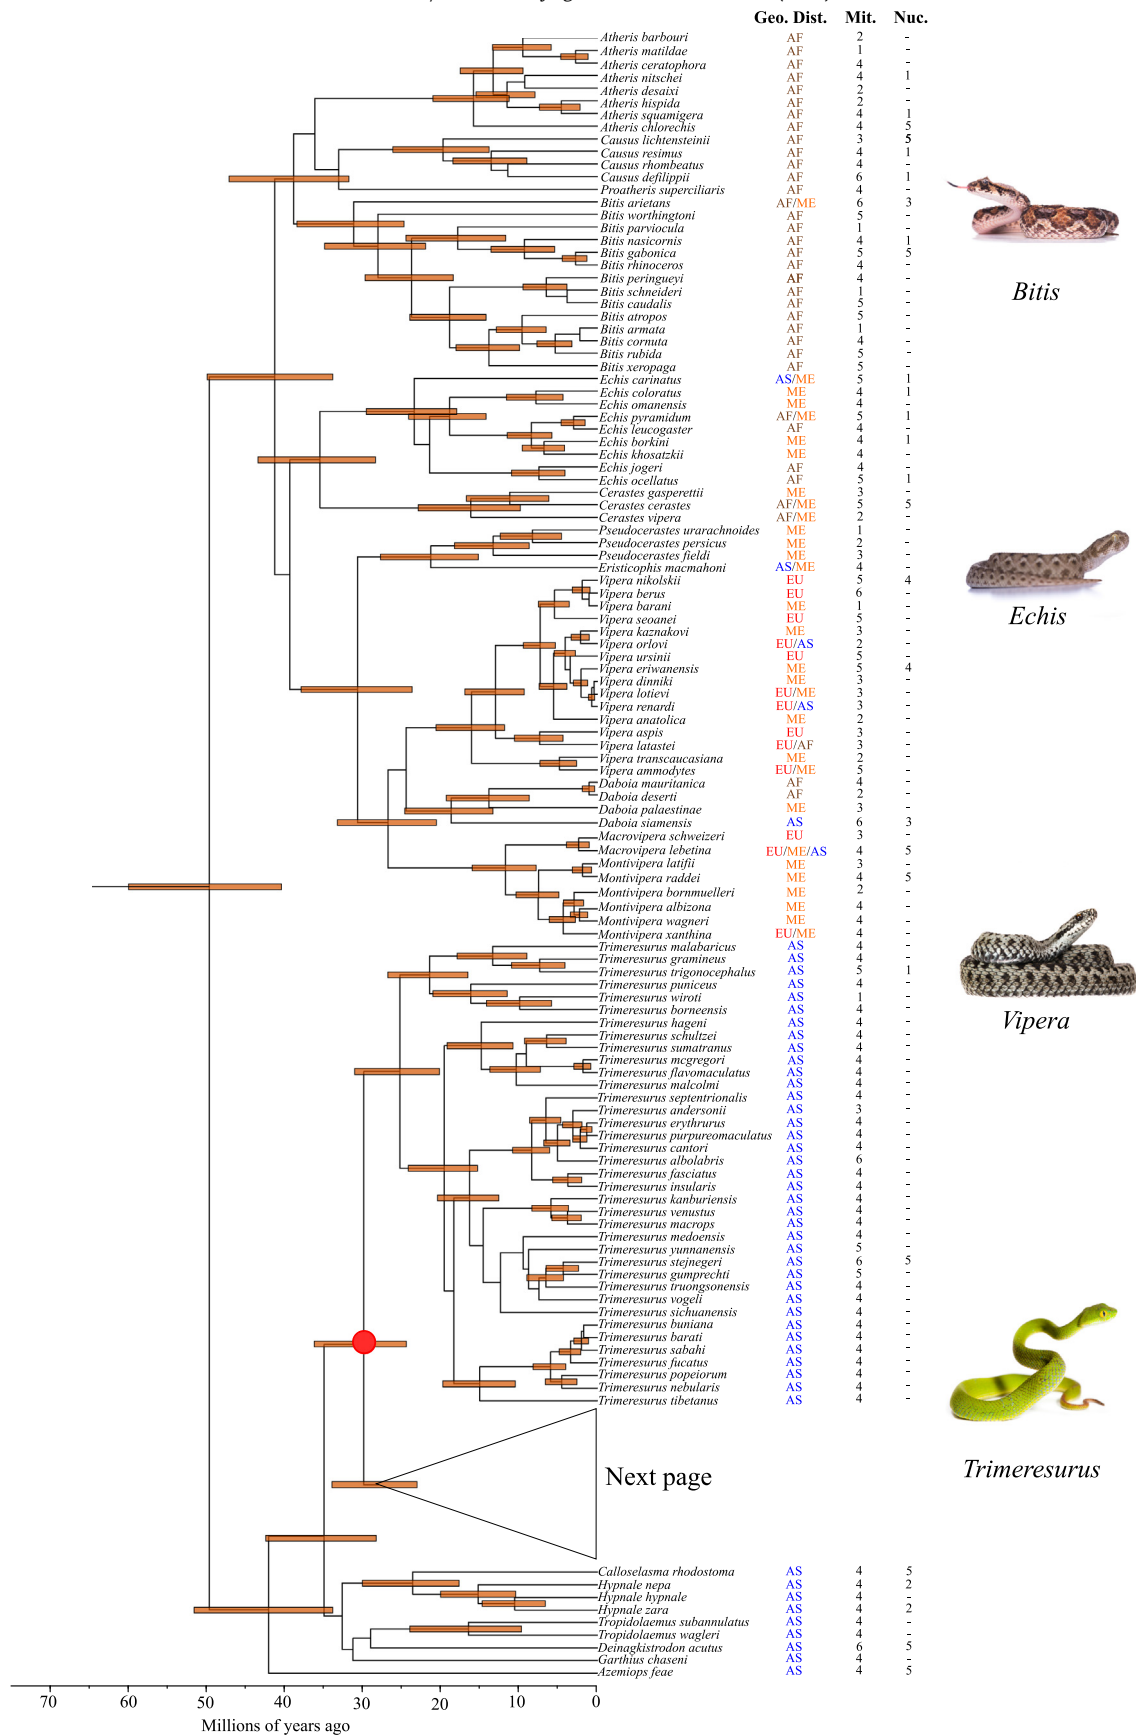 Geo. Dist. Mit. Nuc.
Atheris barbouri AF 2 -
Atheris matildae AF 1 -
Atheris ceratophora AF 4 -
Atheris nitschei AF 4 1
Atheris desaixi AF 2 -
Atheris hispida AF 2 -
Atheris squamigera AF 4 1
Atheris chlorechis AF 4 5
Causus lichtensteinii AF 3 5
Causus resimus AF 4 1
Causus rhombeatus AF 4 -
Causus defilippii AF 6 1
Proatheris superciliaris AF 4 -
Bitis arietans AF/ME 6 3
Bitis worthingtoni AF 5 -
Bitis parviocula AF 1 -
Bitis nasicornis AF 4 1
Bitis gabonica AF 5 5
Bitis rhinoceros AF 4 -
Bitis peringueyi AF 4 -
Bitis schneideri AF 1 -
Bitis caudalis AF 5 -
Bitis atropos AF 5 -
Bitis armata AF 1 -
Bitis cornuta AF 4 -
Bitis rubida AF 5 -
Bitis xeropaga AF 5 -
Bitis
Echis carinatus AS/ME 5 1
Echis coloratus ME 4 1
Echis omanensis ME 4 -
Echis pyramidum AF/ME 5 1
Echis leucogaster AF 4 -
Echis borkini ME 4 1
Echis khosatzkii ME 4 -
Echis jogeri AF 4 -
Echis ocellatus AF 5 1
Cerastes gasperettii ME 3 -
Cerastes cerastes AF/ME 5 5
Cerastes vipera AF/ME 2 -
Pseudocerastes urarachnoides ME 1 -
Pseudocerastes persicus ME 2 -
Pseudocerastes fieldi ME 3 -
Eristicophis macmahoni AS/ME 4 -
Echis
Vipera nikolskii EU 5 4
Vipera berus EU 6 -
Vipera barani ME 1 -
Vipera seoanei EU 5 -
Vipera kaznakovi ME 3 -
Vipera orlovi EU/AS 2 -
Vipera ursinii EU 5 -
Vipera eriwanensis ME 5 4
Vipera dinniki ME 3 -
Vipera lotievi EU/ME 3 -
Vipera renardi EU/AS 3 -
Vipera anatolica ME 2 -
Vipera aspis EU 3 -
Vipera latastei EU/AF 3 -
Vipera transcaucasiana ME 2 -
Vipera ammodytes EU/ME 5 -
Daboia mauritanica AF 4 -
Daboia deserti AF 2 -
Daboia palaestinae ME 3 -
Daboia siamensis AS 6 3
Macrovipera schweizeri EU 3 -
Macrovipera lebetina EU/ME/AS 4 5
Montivipera latifii ME 3 -
Montivipera raddei ME 4 5
Montivipera bornmuelleri ME 2 -
Montivipera albizona ME 4 -
Montivipera wagneri ME 4 -
Montivipera xanthina EU/ME 4 -
Vipera
Trimeresurus malabaricus AS 4 -
Trimeresurus gramineus AS 4 -
Trimeresurus trigonocephalus AS 5 1
Trimeresurus puniceus AS 4 -
Trimeresurus wiroti AS 1 -
Trimeresurus borneensis AS 4 -
Trimeresurus hageni AS 4 -
Trimeresurus schultzei AS 4 -
Trimeresurus sumatranus AS 4 -
Trimeresurus mcgregori AS 4 -
Trimeresurus flavomaculatus AS 4 -
Trimeresurus malcolmi AS 4 -
Trimeresurus septentrionalis AS 4 -
Trimeresurus andersonii AS 3 -
Trimeresurus erythrurus AS 4 -
Trimeresurus purpureomaculatus AS 4 -
Trimeresurus cantori AS 4 -
Trimeresurus albolabris AS 6 -
Trimeresurus fasciatus AS 4 -
Trimeresurus insularis AS 4 -
Trimeresurus kanburiensis AS 4 -
Trimeresurus venustus AS 4 -
Trimeresurus macrops AS 4 -
Trimeresurus medoensis AS 4 -
Trimeresurus yunnanensis AS 5 -
Trimeresurus stejnegeri AS 6 5
Trimeresurus gumprechti AS 5 -
Trimeresurus truongsonensis AS 4 -
Trimeresurus vogeli AS 4 -
Trimeresurus sichuanensis AS 4 -
Trimeresurus buniana AS 4 -
Trimeresurus barati AS 4 -
Trimeresurus sabahi AS 4 -
Trimeresurus fucatus AS 4 -
Trimeresurus popeiorum AS 4 -
Trimeresurus nebularis AS 4 -
Trimeresurus tibetanus AS 4 -
Trimeresurus
Next page
Calloselasma rhodostoma AS 4 5
Hypnale nepa AS 4 2
Hypnale hypnale AS 4 -
Hypnale zara AS 4 2
Tropidolaemus subannulatus AS 4 -
Tropidolaemus wagleri AS 4 -
Deinagkistrodon acutus AS 6 5
Garthius chaseni AS 4 -
Azemiops feae AS 4 5
70 60 50 40 30 20 10 0
Millions of years ago